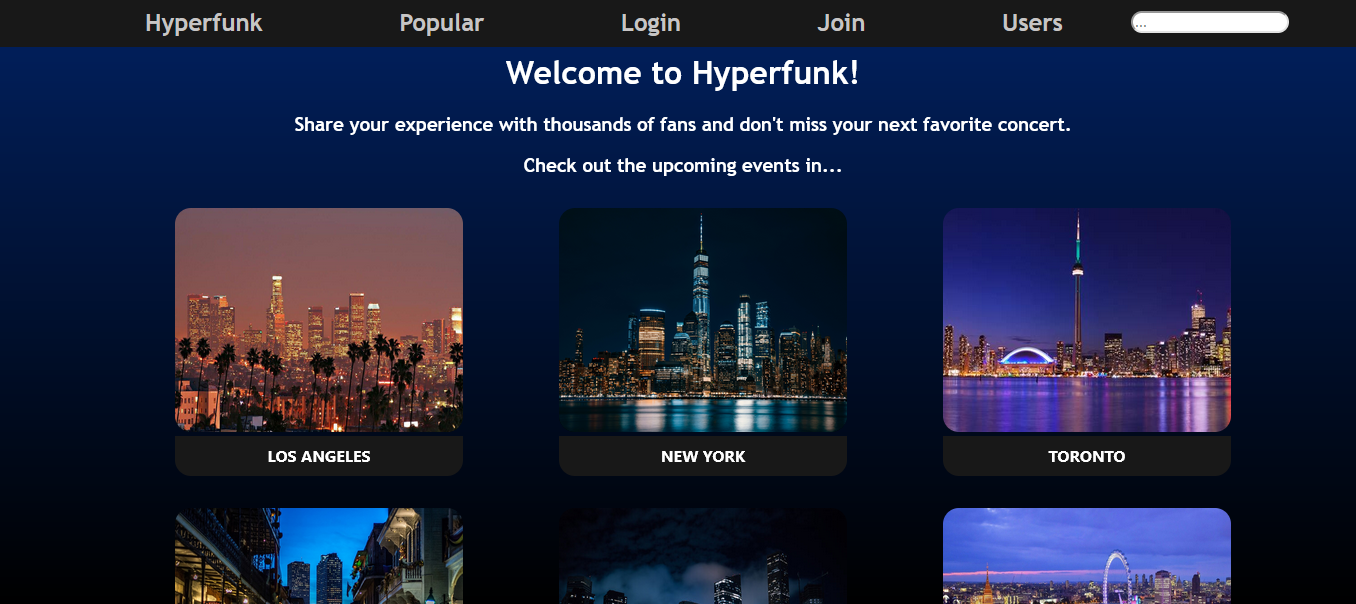 Hyperfunk Popular Login Join Users ...
Welcome to Hyperfunk!
Share your experience with thousands of fans and don't miss your next favorite concert.
Check out the upcoming events in...
LOS ANGELES NEW YORK TORONTO